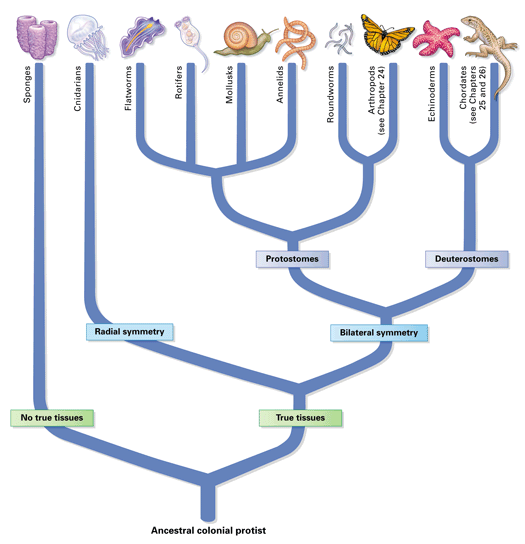 Sponges
Cnidarians
Flatworms
Rotifers
Mollusks
Annelids
Roundworms
Arthropods
(see Chapter 24)
Echinoderms
Chordates
(see Chapters
25 and 26)
Protostomes
Deuterostomes
Radial symmetry
Bilateral symmetry
No true tissues
True tissues
Ancestral colonial protist